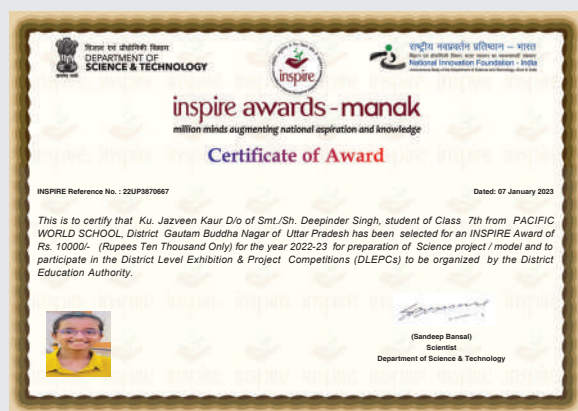 विज्ञान एवं प्रौद्योगिकी विभाग
DEPARTMENT OF
SCIENCE & TECHNOLOGY
inspire
राष्ट्रीय नवप्रवर्तन प्रतिष्ठान – भारत
National Innovation Foundation - India
inspire awards - manak
million minds augmenting national aspiration and knowledge
Certificate of Award
INSPIRE Reference No. : 22UP3870667
Dated: 07 January 2023
This is to certify that Ku. Jazveen Kaur D/o of Smt./Sh. Deepinder Singh, student of Class 7th from PACIFIC
WORLD SCHOOL, District Gautam Buddha Nagar of Uttar Pradesh has been selected for an INSPIRE Award of
Rs. 10000/- (Rupees Ten Thousand Only) for the year 2022-23 for preparation of Science project / model and to
participate in the District Level Exhibition & Project Competitions (DLEPCs) to be organized by the District
Education Authority.
(Sandeep Bansal)
Scientist
Department of Science & Technology